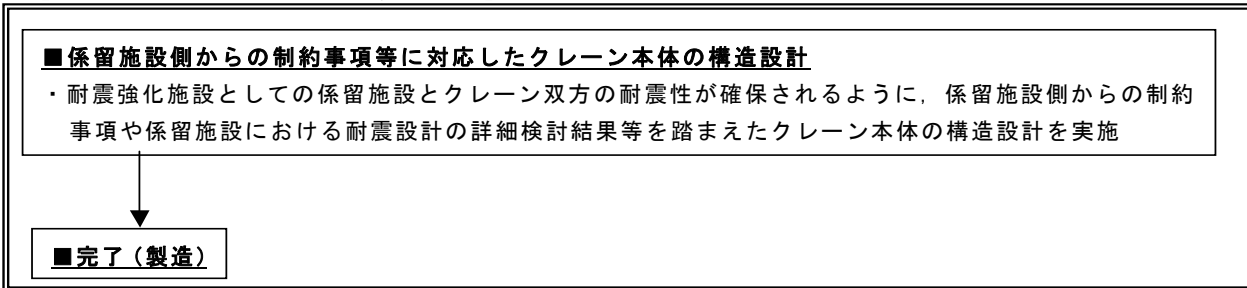 ■係留施設側からの制約事項等に対応したクレーン本体の構造設計
・耐震強化施設としての係留施設とクレーン双方の耐震性が確保されるように，係留施設側からの制約
事項や係留施設における耐震設計の詳細検討結果等を踏まえたクレーン本体の構造設計を実施
■完了（製造）